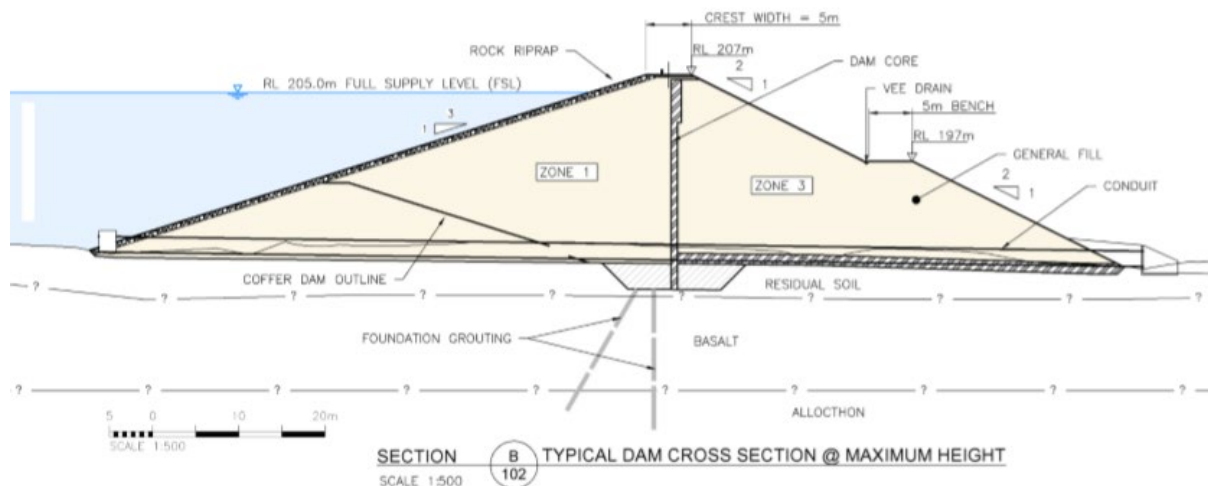 CREST WIDTH = 5m
ROCK RIPRAP
RL 207m
2
1
DAM CORE
RL 205.0m FULL SUPPLY LEVEL (FSL)
VEE DRAIN
3
1
5m BENCH
RL 197m
ZONE 1
ZONE 3
GENERAL FILL
2
1
CONDUIT
COFFER DAM OUTLINE
RESIDUAL SOIL
? ? ? ? ? ? ? ? ?
FOUNDATION GROUTING
BASALT
? ? ? ? ? ? ? ? ? ?
ALLOCTHON
5 0 10 20m
SCALE 1:500
SECTION B 102 TYPICAL DAM CROSS SECTION @ MAXIMUM HEIGHT
SCALE 1:500